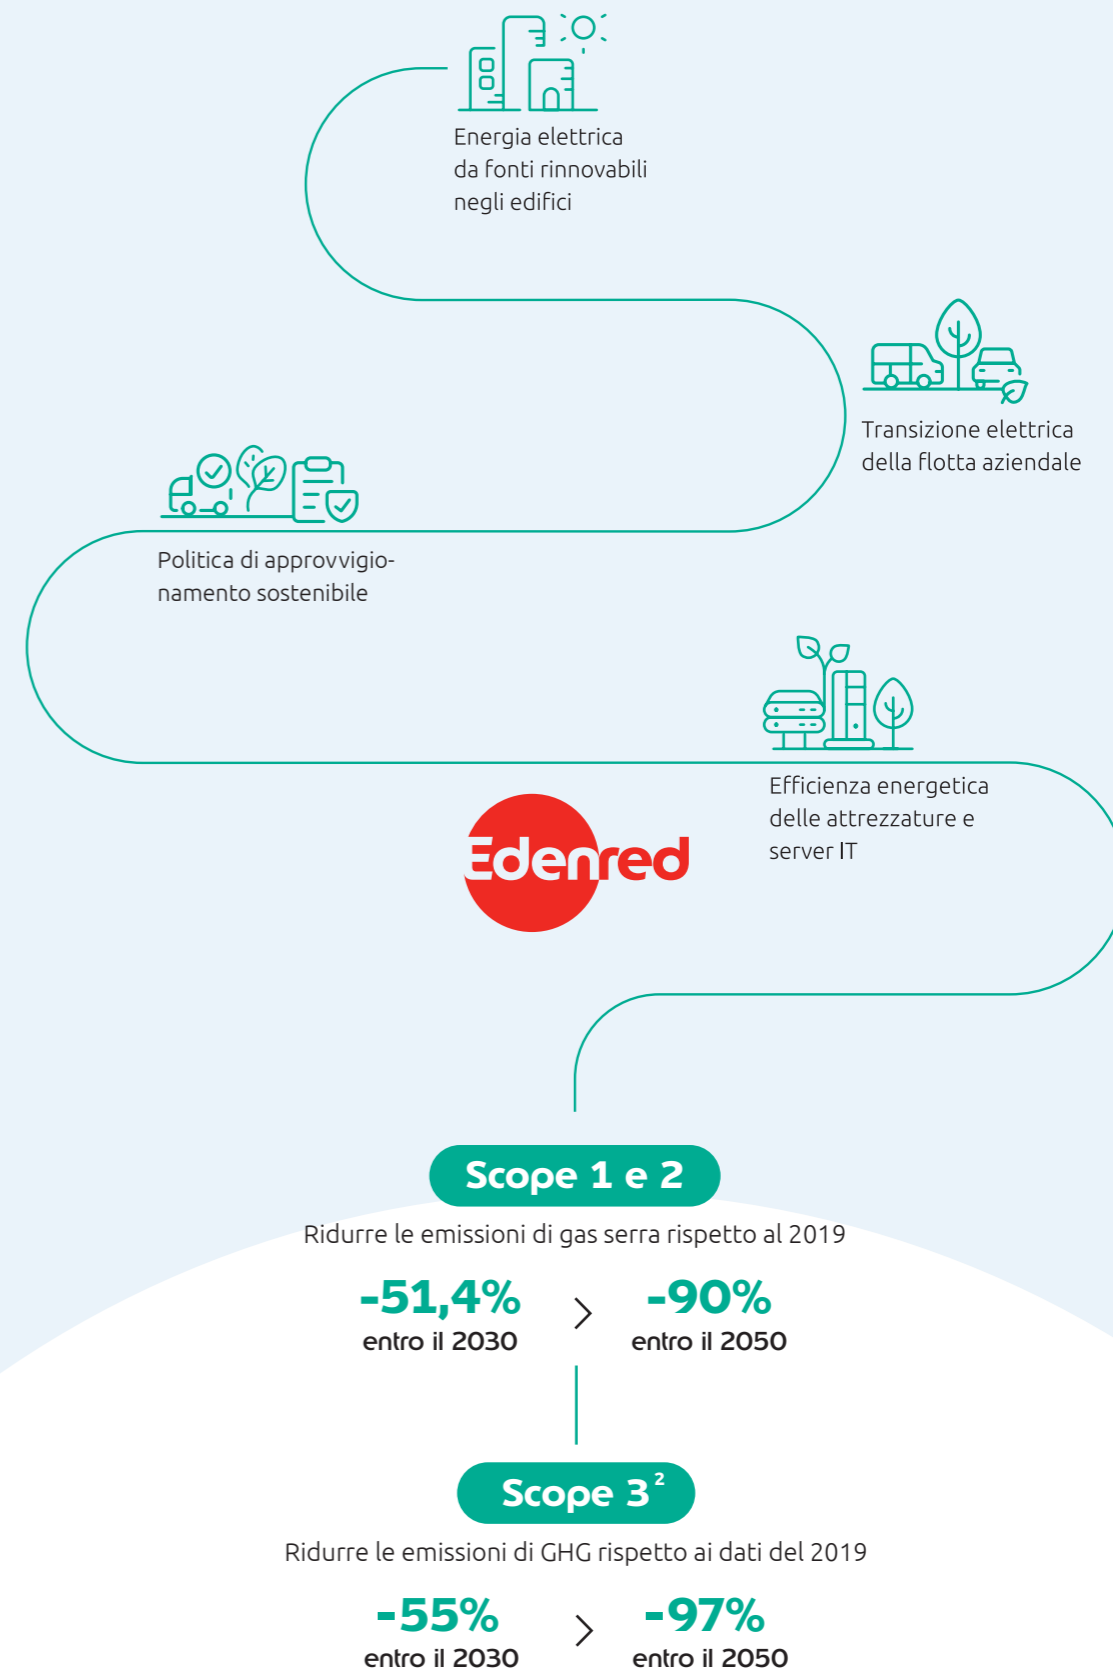 Energia elettrica
da fonti rinnovabili
negli edifici
Transizione elettrica
della flotta aziendale
Politica di approvvigio-
namento sostenibile
Efficienza energetica
delle attrezzature e
server IT
Edenred
Scope 1 e 2
Ridurre le emissioni di gas serra rispetto al 2019
-51,4% > -90%
entro il 2030 entro il 2050
Scope 3²
Ridurre le emissioni di GHG rispetto ai dati del 2019
-55% > -97%
entro il 2030 entro il 2050